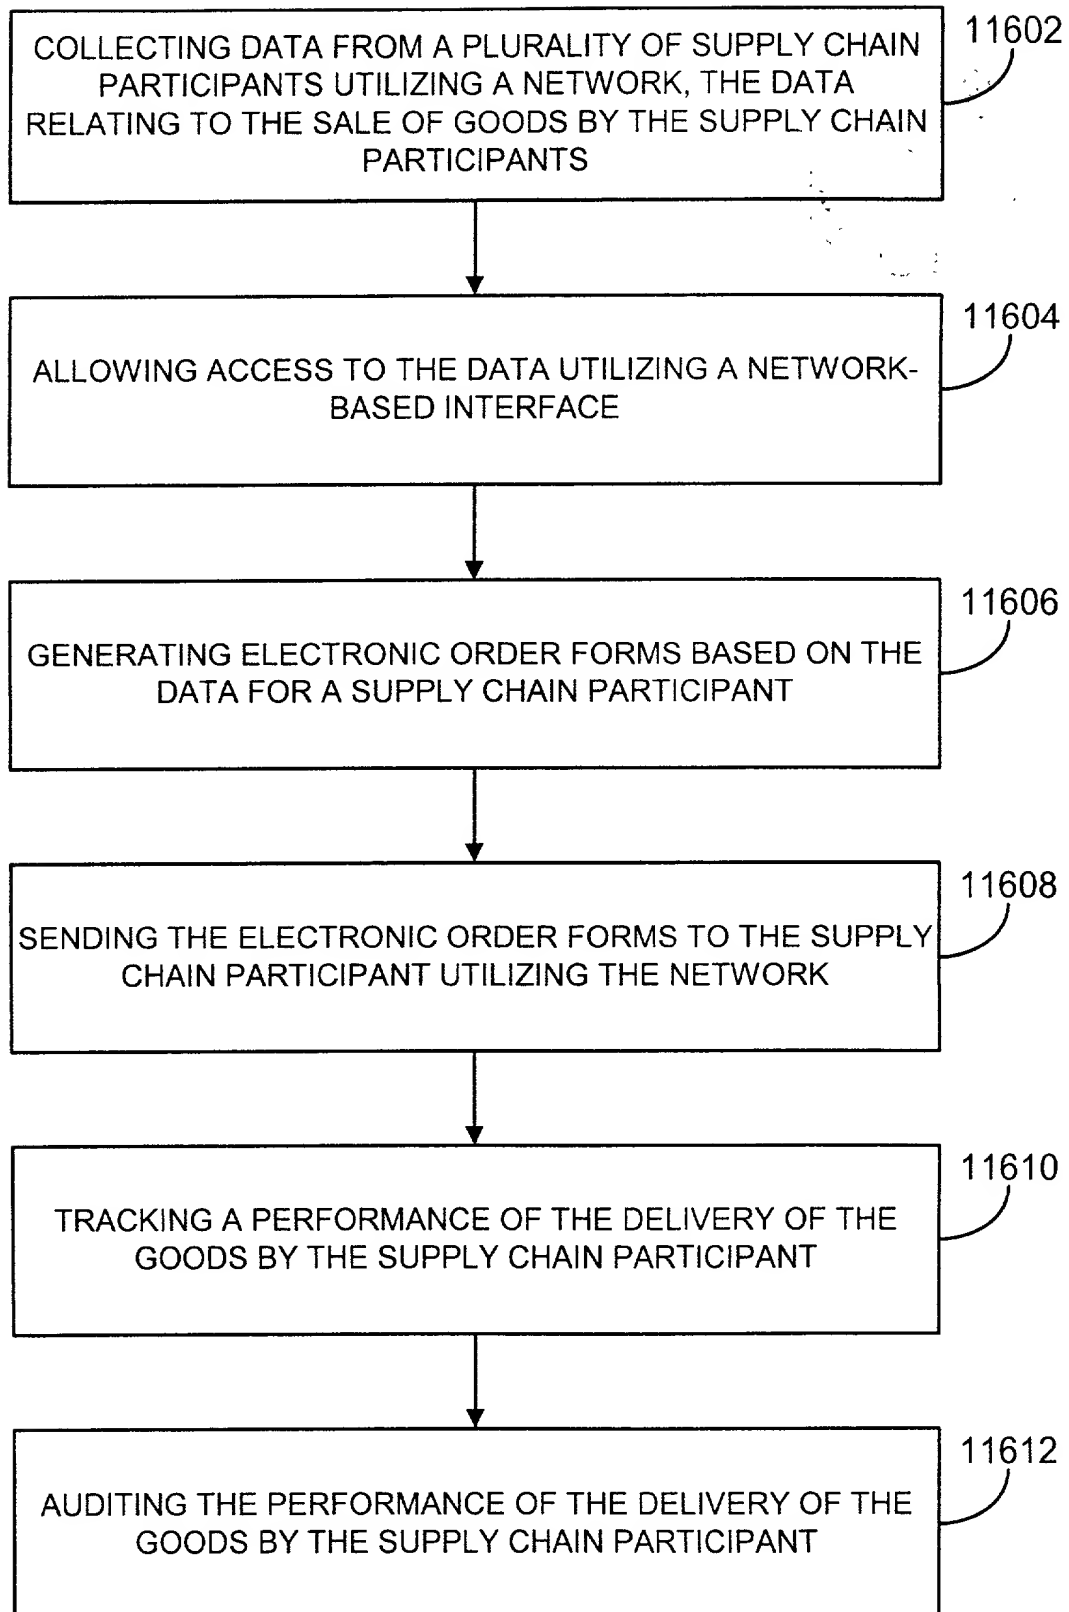 11602
COLLECTING DATA FROM A PLURALITY OF SUPPLY CHAIN
PARTICIPANTS UTILIZING A NETWORK, THE DATA
RELATING TO THE SALE OF GOODS BY THE SUPPLY CHAIN
PARTICIPANTS
11604
ALLOWING ACCESS TO THE DATA UTILIZING A NETWORK-
BASED INTERFACE
11606
GENERATING ELECTRONIC ORDER FORMS BASED ON THE
DATA FOR A SUPPLY CHAIN PARTICIPANT
11608
SENDING THE ELECTRONIC ORDER FORMS TO THE SUPPLY
CHAIN PARTICIPANT UTILIZING THE NETWORK
11610
TRACKING A PERFORMANCE OF THE DELIVERY OF THE
GOODS BY THE SUPPLY CHAIN PARTICIPANT
11612
AUDITING THE PERFORMANCE OF THE DELIVERY OF THE
GOODS BY THE SUPPLY CHAIN PARTICIPANT